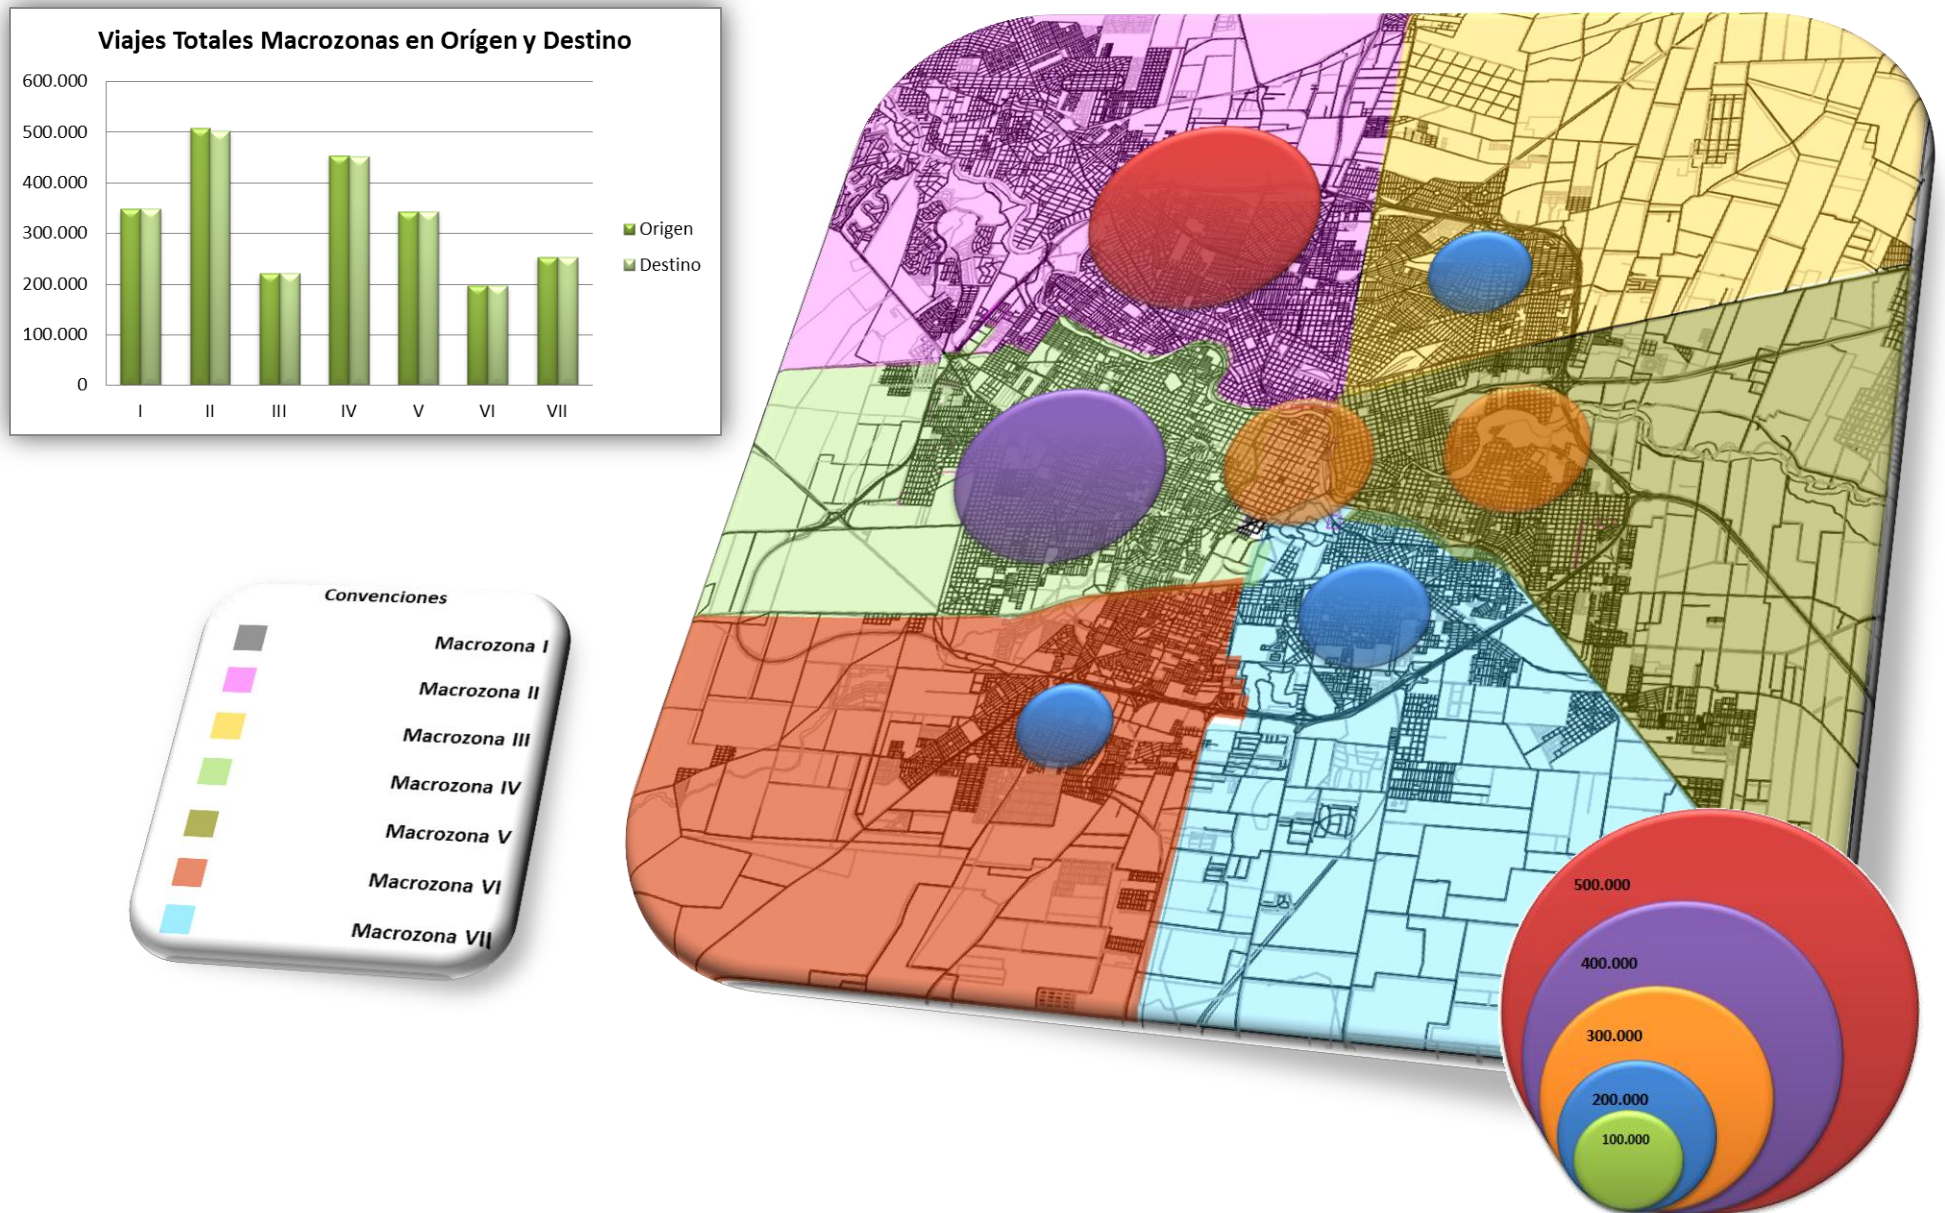 Viajes Totales Macrozonas en Orígen y Destino
600.000
500.000
400.000
300.000
200.000
100.000
0
I II III IV V VI VII
Origen
Destino
Convenciones
Macrozona I
Macrozona II
Macrozona III
Macrozona IV
Macrozona V
Macrozona VI
Macrozona VII
500.000
400.000
300.000
200.000
100.000